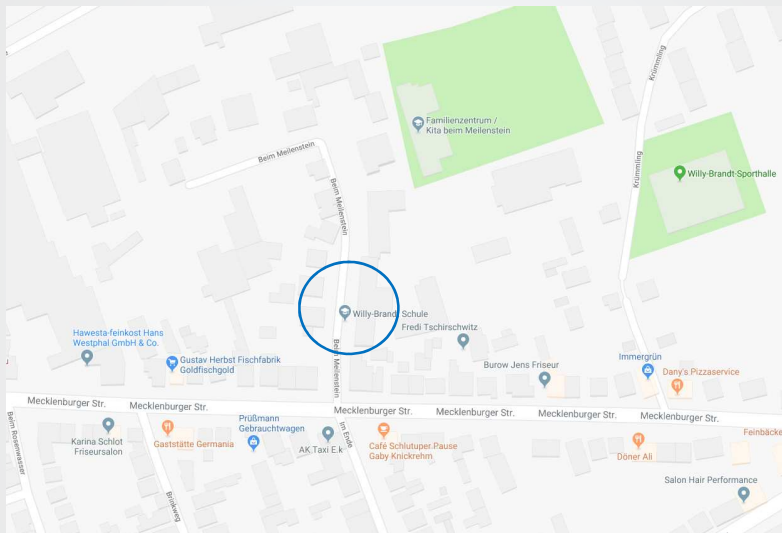 Krümmling
Familienzentrum /
Kita beim Meilenstein
Beim Meilenstein
Willy-Brandt-Sporthalle
Krümmling
Beim Meilenstein
Willy-Brandt-Schule
Fredi Tschirschwitz
Hawesta-feinkost Hans
Westphal GmbH & Co.
Gustav Herbst Fischfabrik
Goldfischgold
Beim Meilenstein
Burow Jens Friseur
Immergrün
Dany's Pizzaservice
Mecklenburger Str.
Mecklenburger Str.
Mecklenburger Str.
Mecklenburger Str.
Mecklenburger Str.
Mecklenburger Str.
Beim Rosenwasser
Karina Schlot
Friseursalon
Gaststätte Germania
Prüßmann
Gebrauchtwagen
AK Taxi E.k
Im Ende
Café Schlutuper Pause
Gaby Knickrehm
Döner Ali
Feinbäcke
Salon Hair Performance
Brinkweg